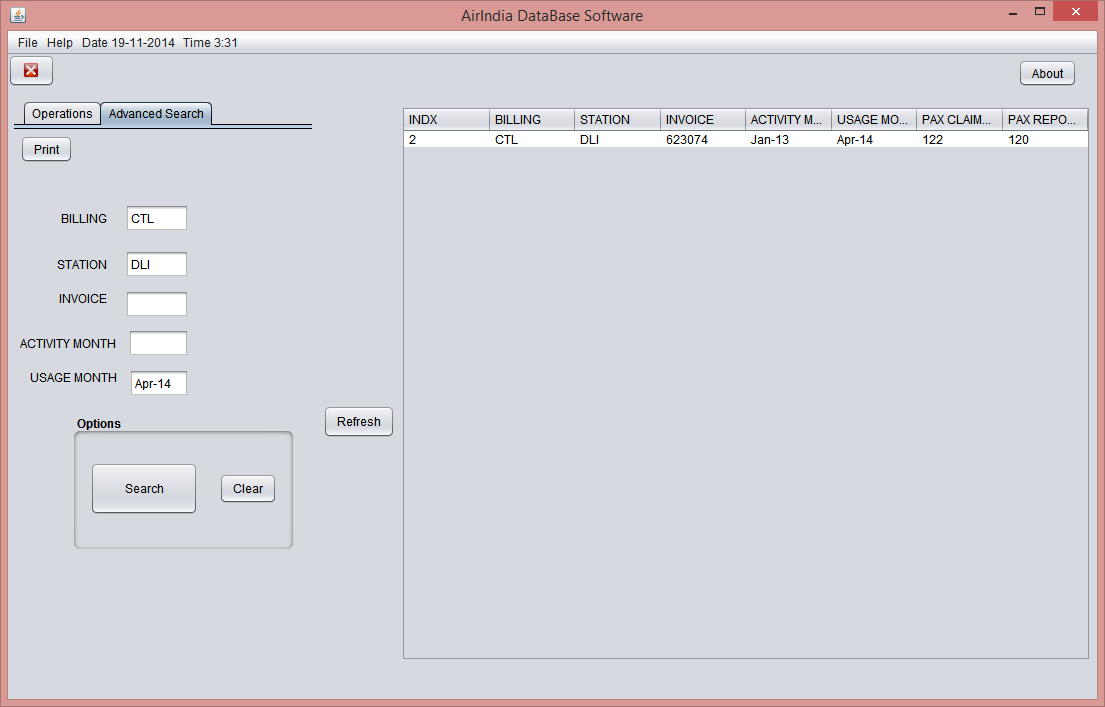 AirIndia DataBase Software
File Help Date 19-11-2014 Time 3:31
About
Operations Advanced Search
Print
INDX BILLING STATION INVOICE ACTIVITY M... USAGE MO... PAX CLAIM... PAX REPO...
2 CTL DLI 623074 Jan-13 Apr-14 122 120
BILLING CTL
STATION DLI
INVOICE
ACTIVITY MONTH
USAGE MONTH Apr-14
Options
Refresh
Search Clear